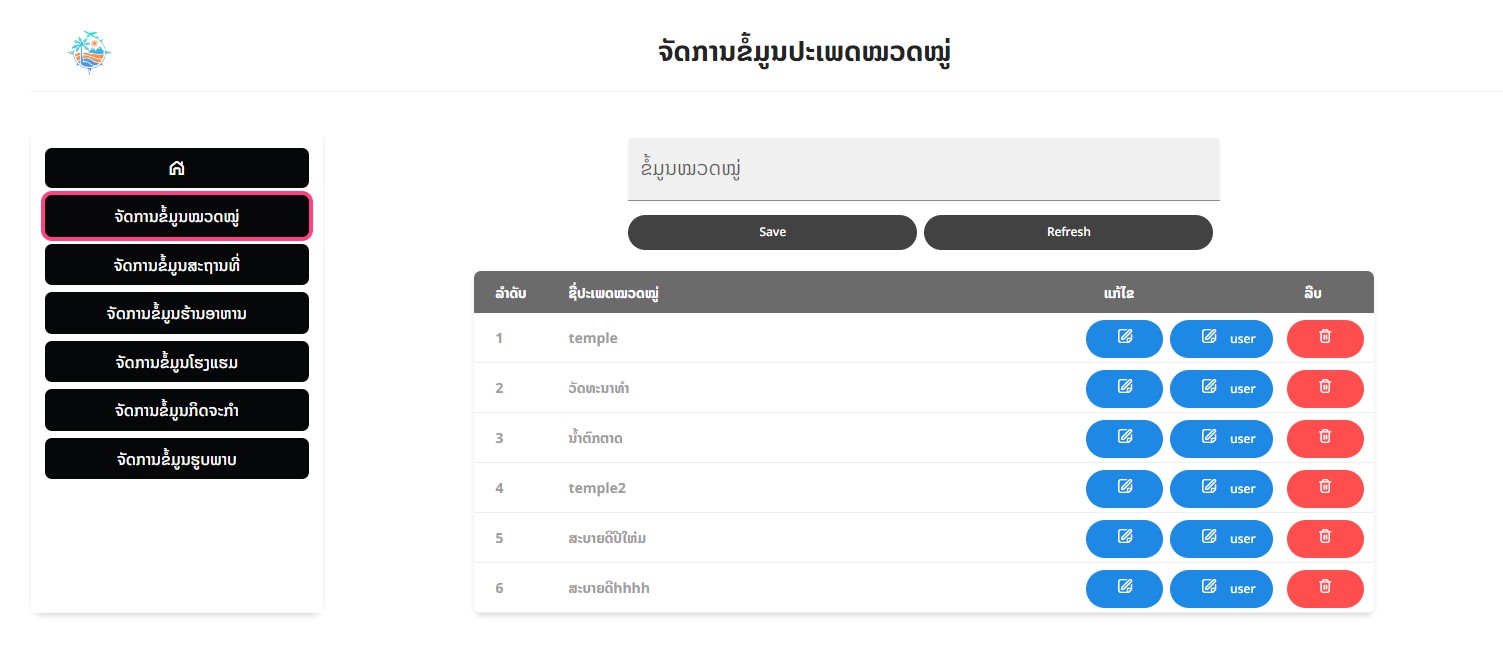 ຈັດການຂໍ້ມູນປະເພດໝວດໝູ່
ຈັດການຂໍ້ມູນໝວດໝູ່
ຈັດການຂໍ້ມູນສະຖານທີ່
ຈັດການຂໍ້ມູນຮ້ານອາຫານ
ຈັດການຂໍ້ມູນໂຮງແຮມ
ຈັດການຂໍ້ມູນກິດຈະກຳ
ຈັດການຂໍ້ມູນຮູບພາບ
ຂໍ້ມູນໝວດໝູ່
Save Refresh
ລຳດັບ ຊື່ປະເພດໝວດໝູ່ ແກ້ໄຂ ລຶບ
1 temple user
2 ວັດທະນາທຳ user
3 ນ້ຳຕົກຕາດ user
4 temple2 user
5 ສະບາຍດີປີໃຫ່ມ user
6 ສະບາຍດີhhhh user